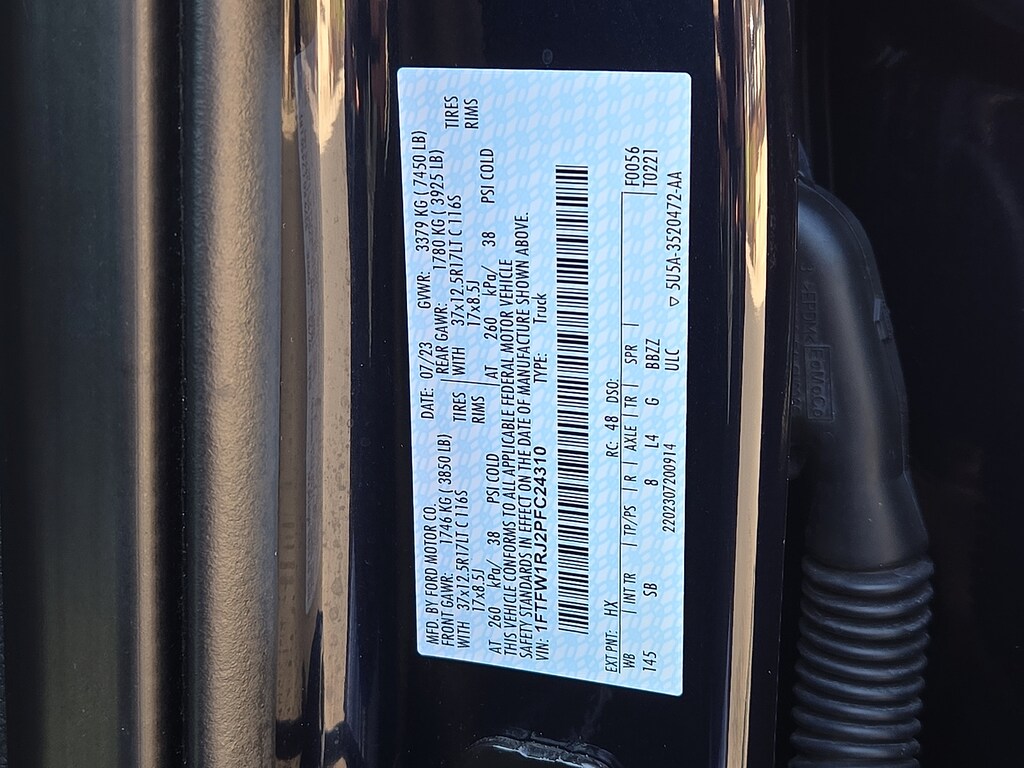 MFD. BY FORD MOTOR CO. DATE: 07/23 GVWR: 3379 KG ( 7450 LB)
FRONT GAWR: 1746 KG ( 3850 LB) REAR GAWR: 1780 KG ( 3925 LB)
WITH 37x12.5R17LT C 116S TIRES WITH 37x12.5R17LT C 116S TIRES
17x8.5J RIMS 17x8.5J RIMS
AT 260 kPa/ 38 PSI COLD AT 260 kPa/ 38 PSI COLD
THIS VEHICLE CONFORMS TO ALL APPLICABLE FEDERAL MOTOR VEHICLE
SAFETY STANDARDS IN EFFECT ON THE DATE OF MANUFACTURE SHOWN ABOVE.
VIN: 1FTFW1RJ2PFC24310 TYPE: Truck
EXT PNT: HX RC: 48 DSO: F0056
WB INT TR TP/PS R AXLE TR SPR T0221
145 SB 8 L4 G BBZZ
2202307200914 ULC ▽ 5U5A-3520472-AA
FoMoCo